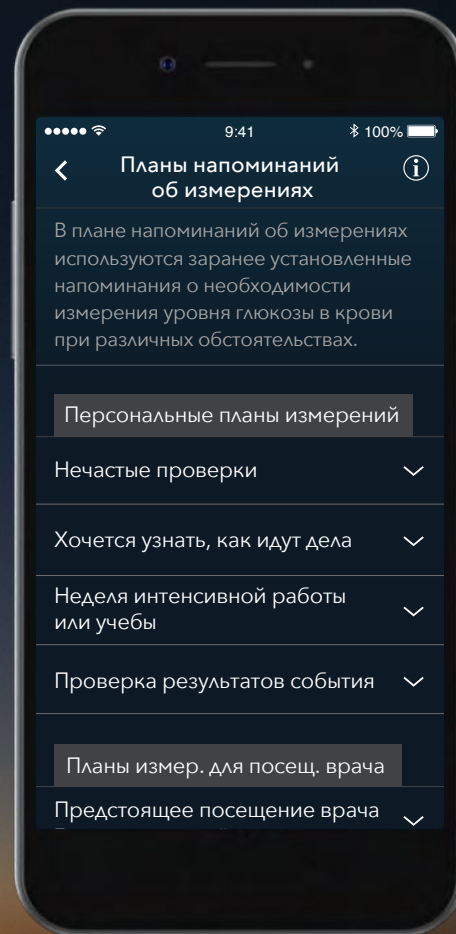 9:41
100%
Планы напоминаний
об измерениях
В плане напоминаний об измерениях
используются заранее установленные
напоминания о необходимости
измерения уровня глюкозы в крови
при различных обстоятельствах.
Персональные планы измерений
Нечастые проверки
Хочется узнать, как идут дела
Неделя интенсивной работы
или учебы
Проверка результатов события
Планы измер. для посещ. врача
Предстоящее посещение врача